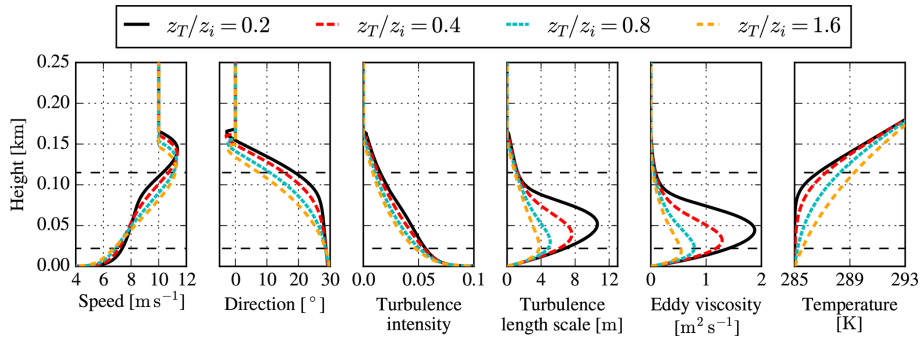 z_T/z_i = 0.2 z_T/z_i = 0.4 z_T/z_i = 0.8 z_T/z_i = 1.6
Height [km]
0.25
0.20
0.15
0.10
0.05
0.00
4 6 8 10 12
Speed [m s⁻¹]
0 10 20 30
Direction [°]
0.0 0.1
Turbulence
intensity
0 4 8 12
Turbulence
length scale [m]
0 1 2
Eddy viscosity
[m² s⁻¹]
285 289 293
Temperature
[K]